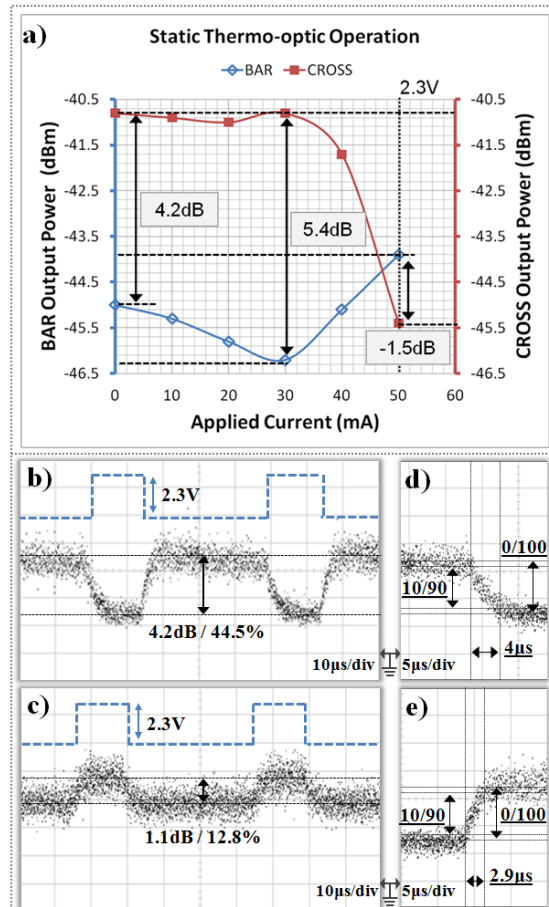 a)
Static Thermo-optic Operation
BAR CROSS
2.3V
-40.5
-41.5
-42.5
-43.5
-44.5
-45.5
-46.5
BAR Output Power (dBm)
4.2dB
5.4dB
-1.5dB
-40.5
-41.5
-42.5
-43.5
-44.5
-45.5
-46.5
CROSS Output Power (dBm)
0 10 20 30 40 50 60
Applied Current (mA)
b)
2.3V
4.2dB / 44.5%
10μs/div
d)
0/100
10/90
4μs
5μs/div
c)
2.3V
1.1dB / 12.8%
10μs/div
e)
10/90
0/100
2.9μs
5μs/div